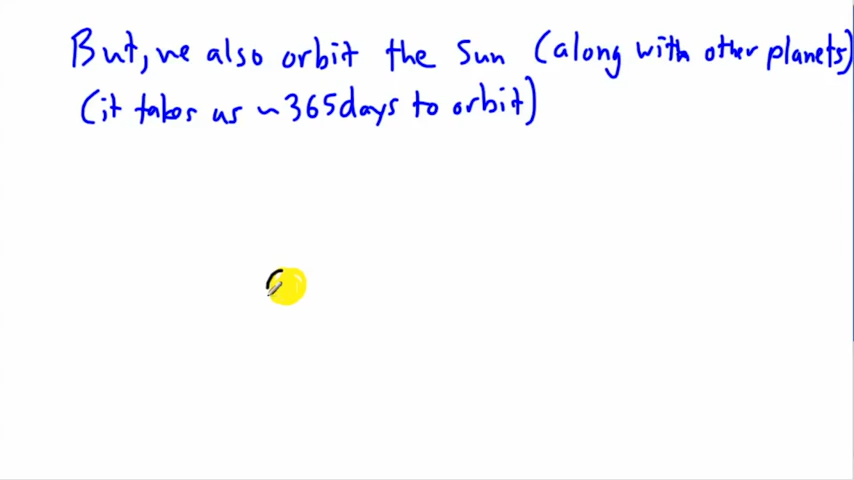 But, we also orbit the Sun (along with other planets)
(it takes us ~365days to orbit)